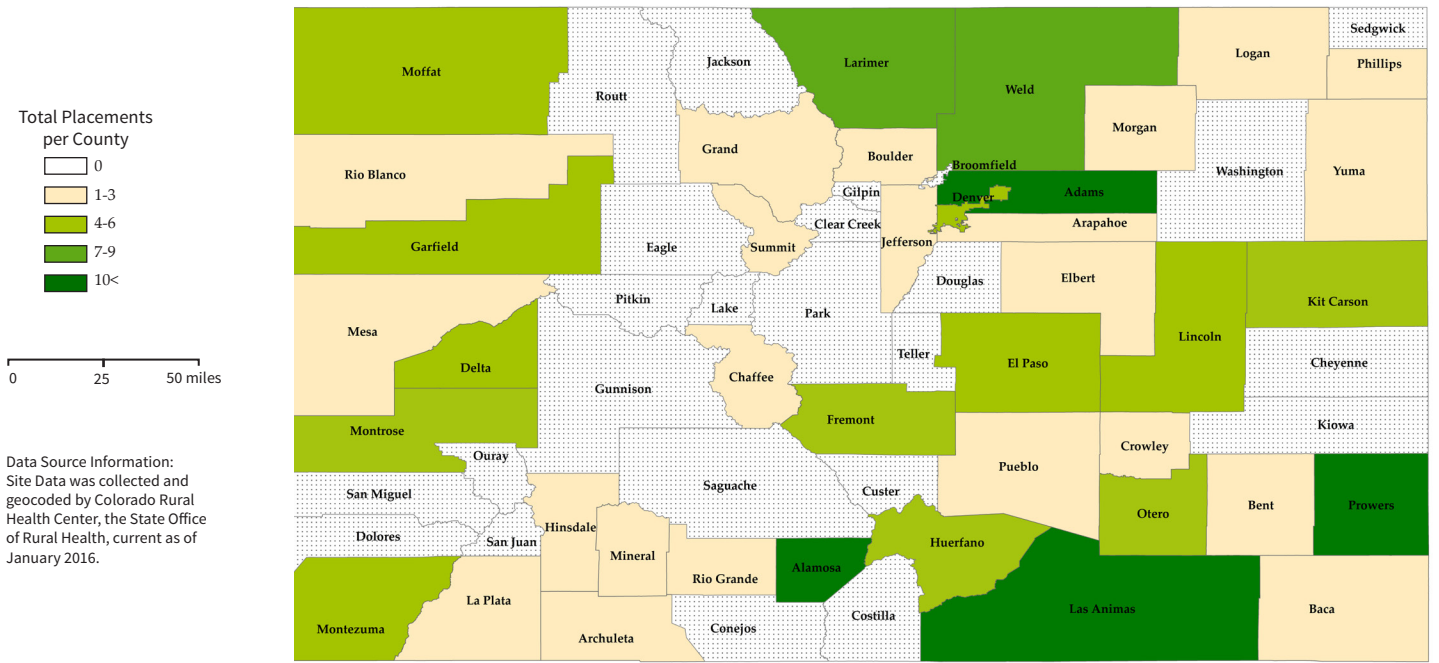 Total Placements
per County
0
1-3
4-6
7-9
10<
0 25 50 miles
Data Source Information:
Site Data was collected and
geocoded by Colorado Rural
Health Center, the State Office
of Rural Health, current as of
January 2016.
Sedgwick
Logan
Jackson
Larimer
Phillips
Moffat
Weld
Routt
Morgan
Grand
Boulder
Broomfield
Washington
Yuma
Rio Blanco
Gilpin
Denver
Adams
Clear Creek
Arapahoe
Garfield
Eagle
Summit
Jefferson
Douglas
Elbert
Pitkin
Lake
Park
Kit Carson
Mesa
Lincoln
Teller
Delta
Gunnison
Chaffee
El Paso
Cheyenne
Fremont
Kiowa
Montrose
Crowley
Ouray
Pueblo
Saguache
Custer
San Miguel
Bent
Prowers
Otero
Hinsdale
Dolores
San Juan
Mineral
Huerfano
Alamosa
Rio Grande
La Plata
Las Animas
Baca
Costilla
Montezuma
Conejos
Archuleta